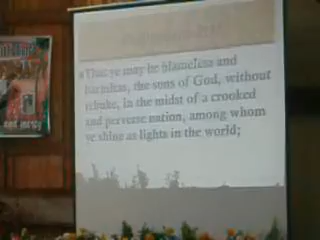 That ye may be blameless and
harmless, the sons of God, without
rebuke, in the midst of a crooked
and perverse nation, among whom
ye shine as lights in the world;